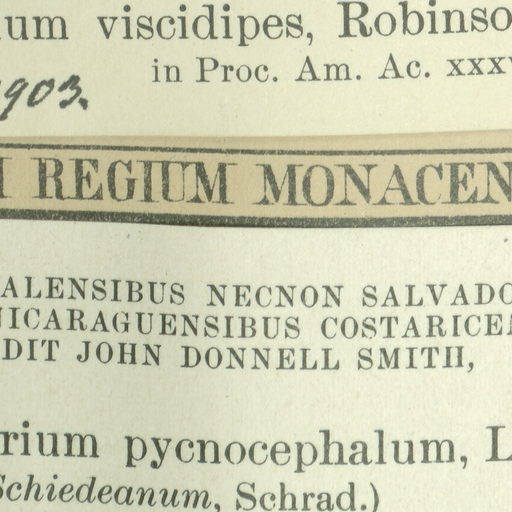 um viscidipes, Robinso
in Proc. Am. Ac. xxx
1903.
REGIUM MONACEN
ALENSIBUS NECNON SALVADO
NICARAGUENSIBUS COSTARICE
DIT JOHN DONNELL SMITH,
rium pycnocephalum, L
Schiedeanum, Schrad.)